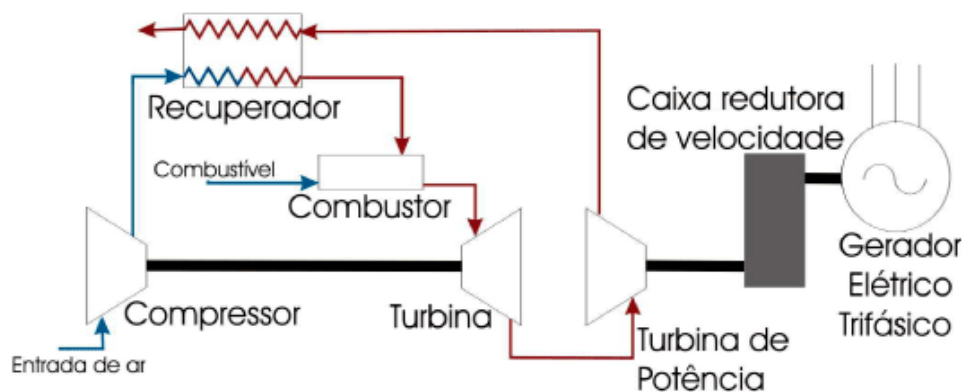 Recuperador
Caixa redutora
de velocidade
Combustível
Combustor
Compressor
Turbina
Gerador
Elétrico
Trifásico
Entrada de ar
Turbina de
Potência